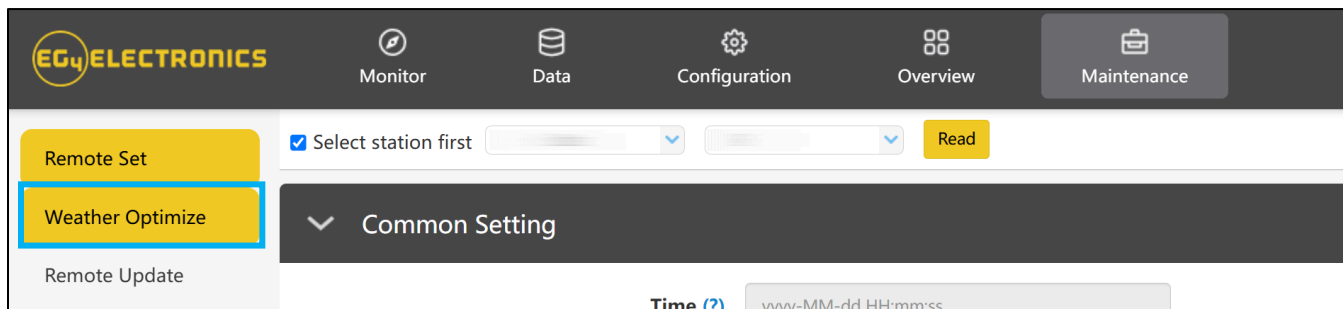 EG4 ELECTRONICS
Monitor
Data
Configuration
Overview
Maintenance
Remote Set
Weather Optimize
Remote Update
Select station first
Read
Common Setting
Time (?)
yyyy-MM-dd HH:mm:ss